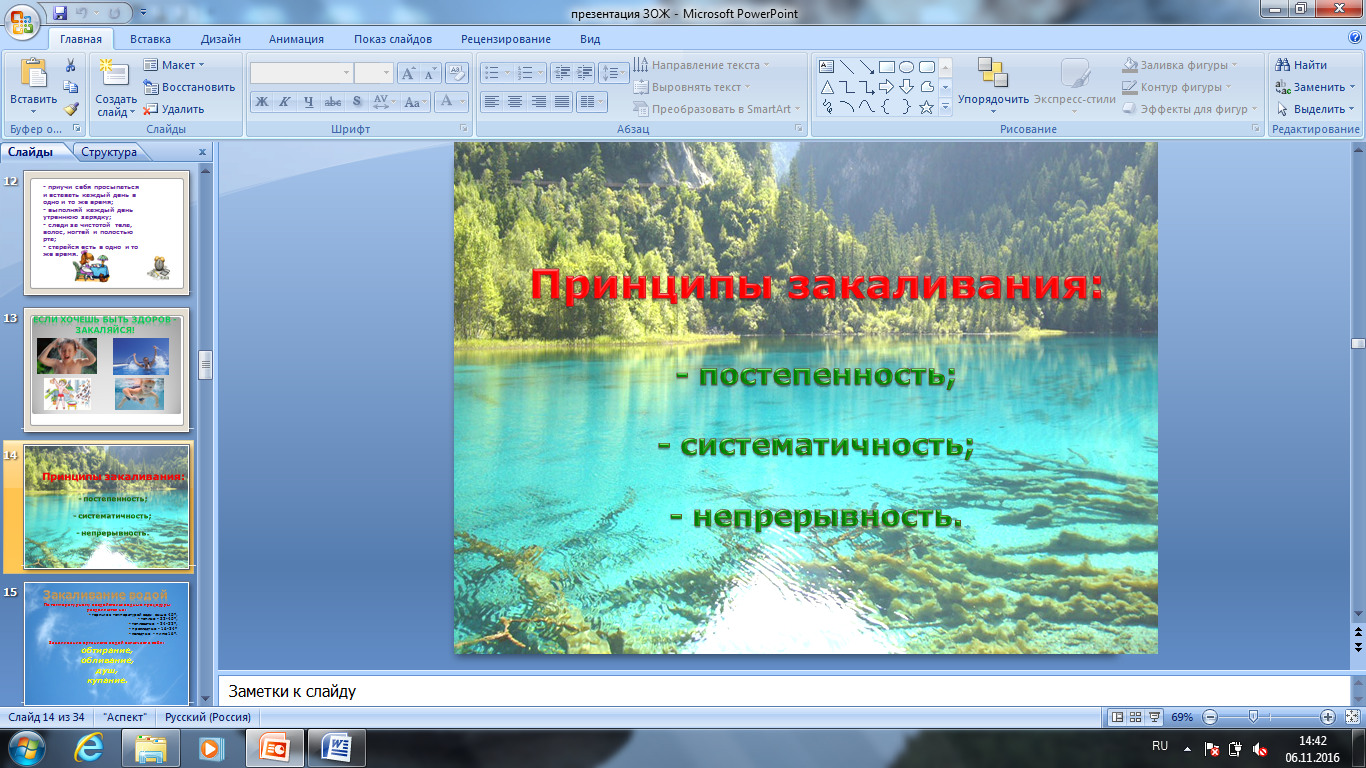 презентация ЗОЖ - Microsoft PowerPoint
Главная Вставка Дизайн Анимация Показ слайдов Рецензирование Вид
Вставить
Буфер о...
Создать слайд
Макет
Восстановить
Удалить
Слайды
Ж К Ч abc S AV Aa А
Шрифт
Направление текста
Выровнять текст
Преобразовать в SmartArt
Абзац
Упорядочить
Экспресс-стили
Заливка фигуры
Контур фигуры
Эффекты для фигур
Рисование
Найти
Заменить
Выделить
Редактирование
Слайды Структура x
12
- приучи себя просыпаться
и вставать каждый день в
одно и то же время;
- выполняй каждый день
утреннюю зарядку;
- следи за чистотой тела,
волос, ногтей и полостью
рта;
- старайся есть в одно и то
же время.
13
ЕСЛИ ХОЧЕШЬ БЫТЬ ЗДОРОВ -
ЗАКАЛЯЙСЯ!
14
Принципы закаливания:
- постепенность;
- систематичность;
- непрерывность.
15
Закаливание водой
обтирание,
обливание,
душ,
купание.
Принципы закаливания:
- постепенность;
- систематичность;
- непрерывность.
Заметки к слайду
Слайд 14 из 34 "Аспект" Русский (Россия) 69%
RU 14:42
06.11.2016